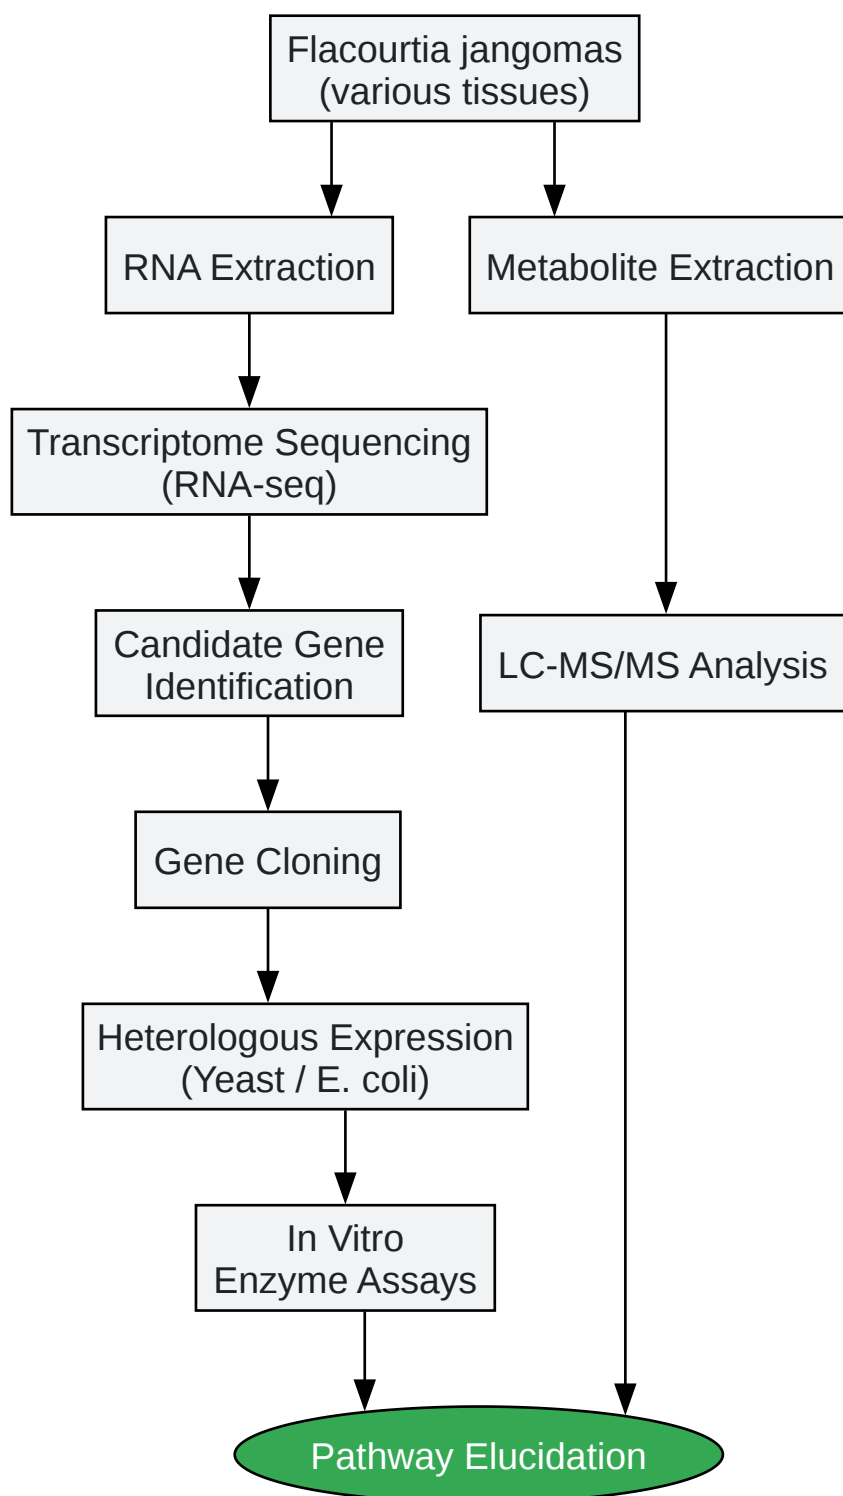 Flacourtia jangomas
(various tissues)
RNA Extraction
Metabolite Extraction
Transcriptome Sequencing
(RNA-seq)
Candidate Gene
Identification
LC-MS/MS Analysis
Gene Cloning
Heterologous Expression
(Yeast / E. coli)
In Vitro
Enzyme Assays
Pathway Elucidation